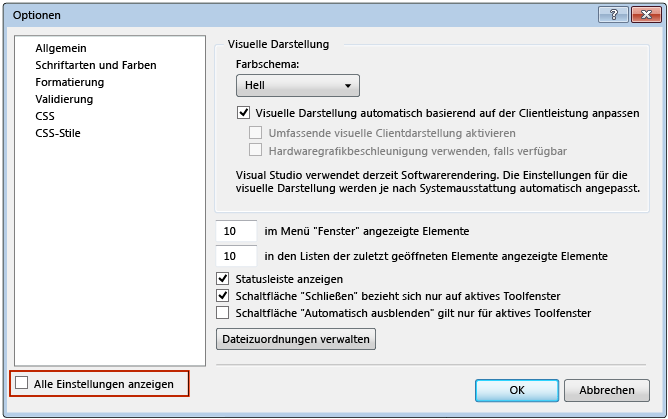 Optionen
Allgemein
Schriftarten und Farben
Formatierung
Validierung
CSS
CSS-Stile
Alle Einstellungen anzeigen
Visuelle Darstellung
Farbschema:
Hell
Visuelle Darstellung automatisch basierend auf der Clientleistung anpassen
Umfassende visuelle Clientdarstellung aktivieren
Hardwaregrafikbeschleunigung verwenden, falls verfügbar
Visual Studio verwendet derzeit Softwarerendering. Die Einstellungen für die
visuelle Darstellung werden je nach Systemausstattung automatisch angepasst.
10 im Menü "Fenster" angezeigte Elemente
10 in den Listen der zuletzt geöffneten Elemente angezeigte Elemente
Statusleiste anzeigen
Schaltfläche "Schließen" bezieht sich nur auf aktives Toolfenster
Schaltfläche "Automatisch ausblenden" gilt nur für aktives Toolfenster
Dateizuordnungen verwalten
OK
Abbrechen